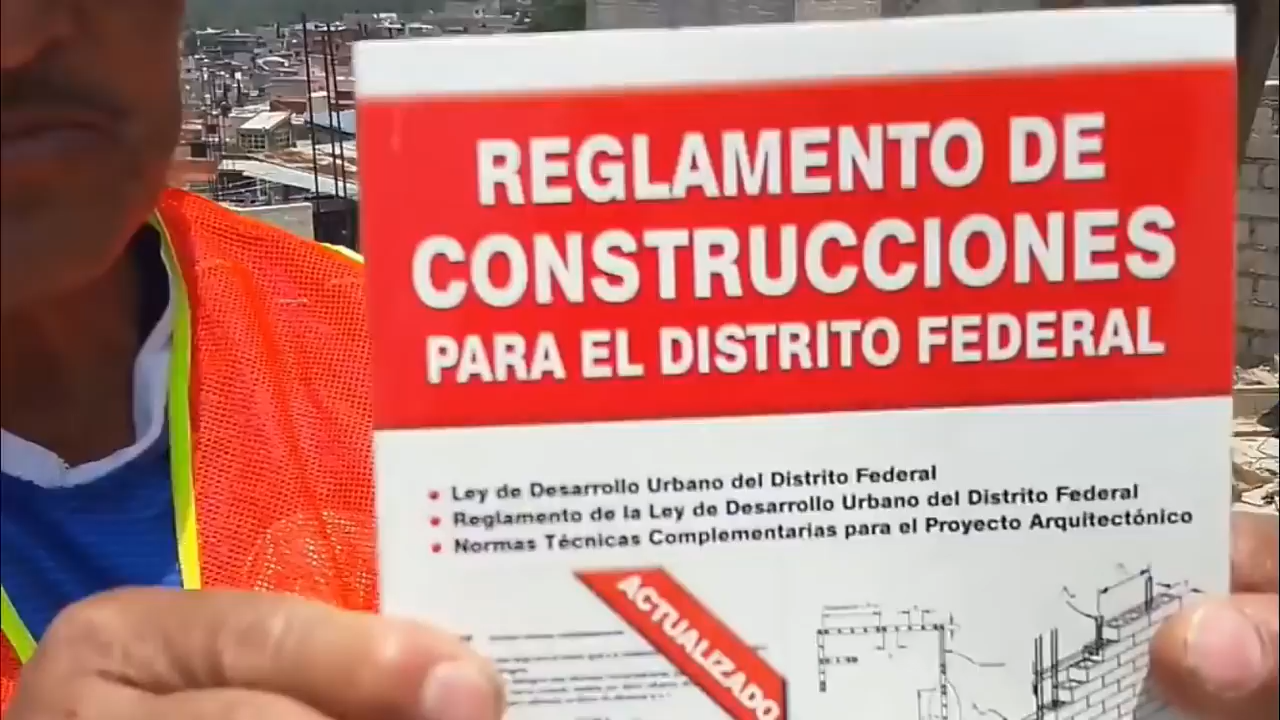 REGLAMENTO DE
CONSTRUCCIONES
PARA EL DISTRITO FEDERAL
• Ley de Desarrollo Urbano del Distrito Federal
• Reglamento de la Ley de Desarrollo Urbano del Distrito Federal
• Normas Técnicas Complementarias para el Proyecto Arquitectónico
ACTUALIZADO